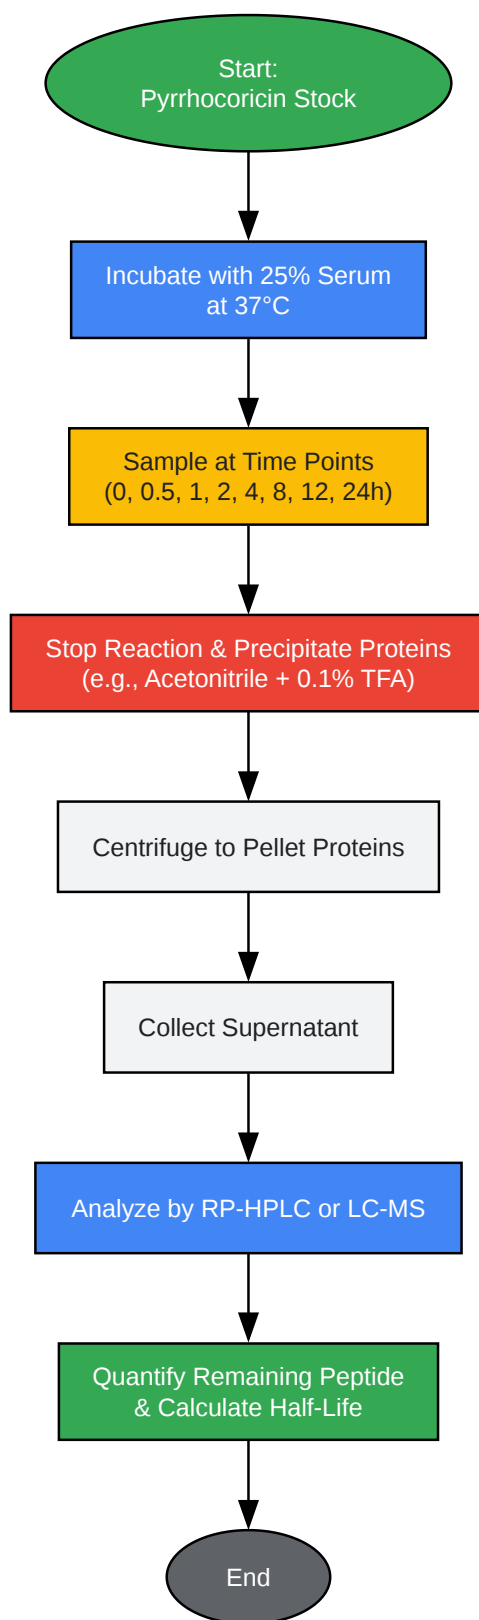 Start:
Pyrrhocoricin Stock
Incubate with 25% Serum
at 37°C
Sample at Time Points
(0, 0.5, 1, 2, 4, 8, 12, 24h)
Stop Reaction & Precipitate Proteins
(e.g., Acetonitrile + 0.1% TFA)
Centrifuge to Pellet Proteins
Collect Supernatant
Analyze by RP-HPLC or LC-MS
Quantify Remaining Peptide
& Calculate Half-Life
End